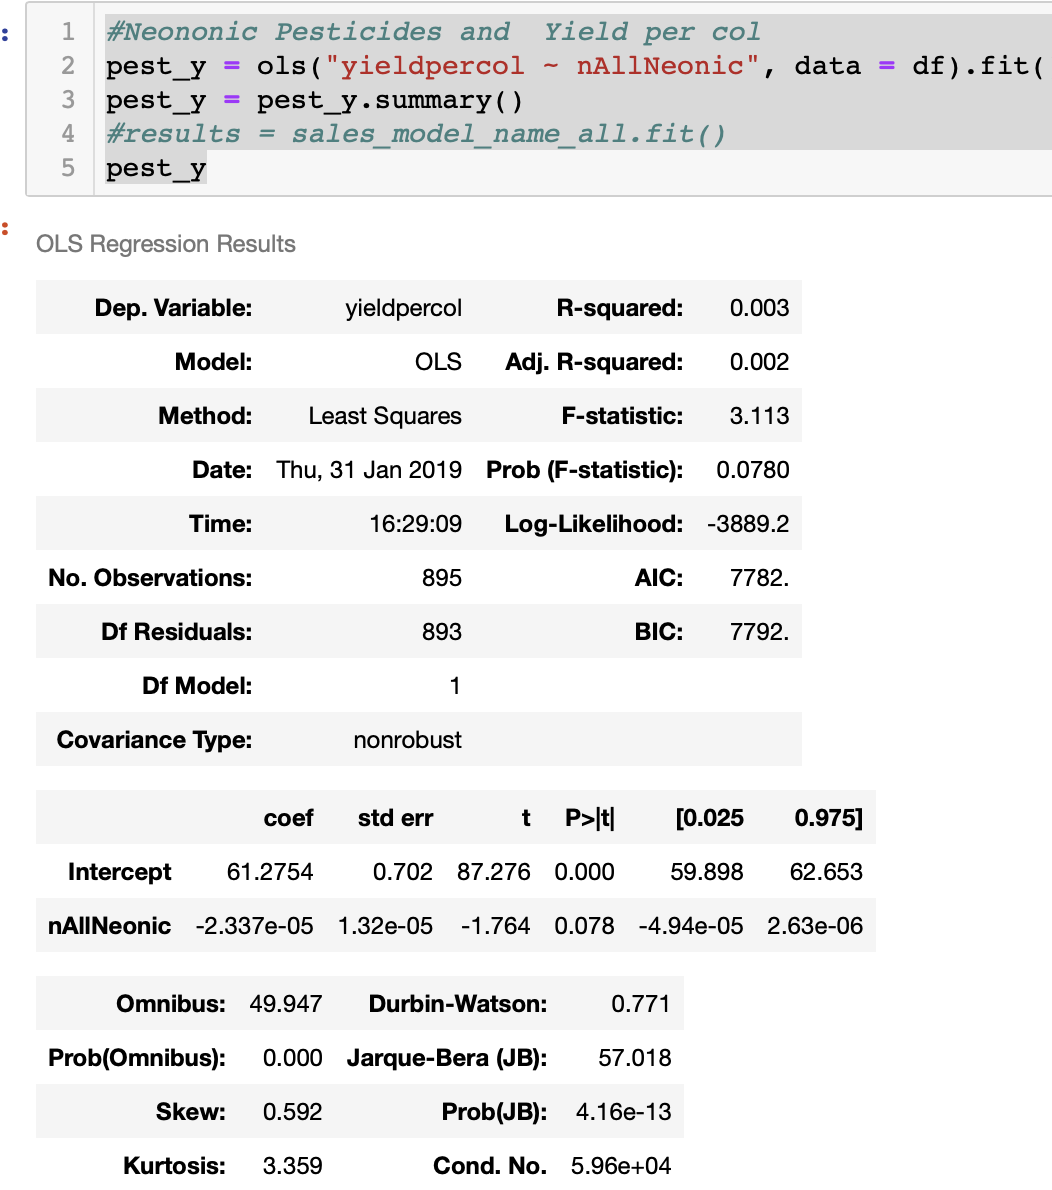 1 #Neononic Pesticides and  Yield per col
2 pest_y = ols("yieldpercol ~ nAllNeonic", data = df).fit(
3 pest_y = pest_y.summary()
4 #results = sales_model_name_all.fit()
5 pest_y
OLS Regression Results
Dep. Variable: yieldpercol R-squared: 0.003
Model: OLS Adj. R-squared: 0.002
Method: Least Squares F-statistic: 3.113
Date: Thu, 31 Jan 2019 Prob (F-statistic): 0.0780
Time: 16:29:09 Log-Likelihood: -3889.2
No. Observations: 895 AIC: 7782.
Df Residuals: 893 BIC: 7792.
Df Model: 1
Covariance Type: nonrobust
coef std err t P>|t| [0.025 0.975]
Intercept 61.2754 0.702 87.276 0.000 59.898 62.653
nAllNeonic -2.337e-05 1.32e-05 -1.764 0.078 -4.94e-05 2.63e-06
Omnibus: 49.947 Durbin-Watson: 0.771
Prob(Omnibus): 0.000 Jarque-Bera (JB): 57.018
Skew: 0.592 Prob(JB): 4.16e-13
Kurtosis: 3.359 Cond. No. 5.96e+04